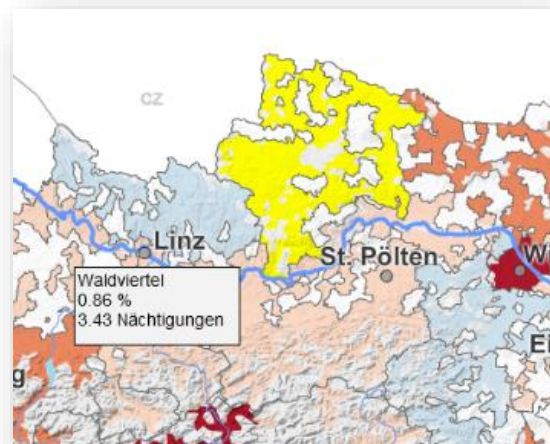 CZ
Linz
St. Pölten
Waldviertel
0.86 %
3.43 Nächtigungen